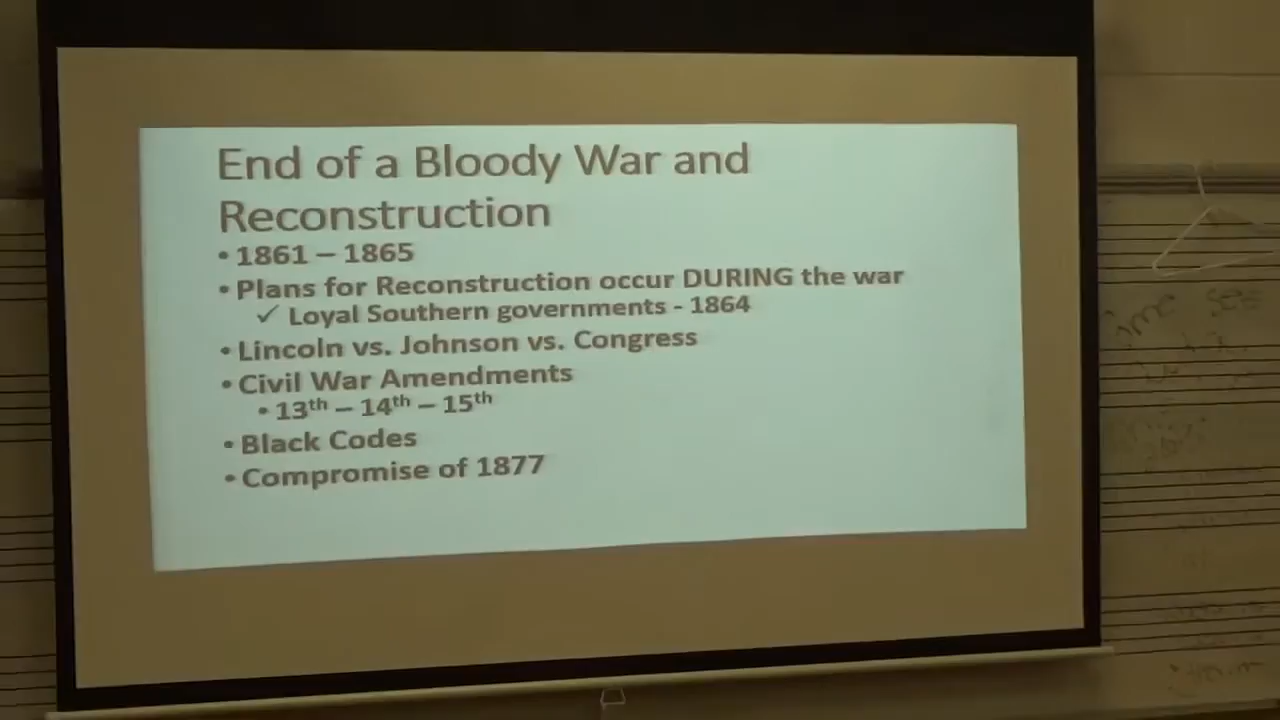 End of a Bloody War and
Reconstruction
• 1861 – 1865
• Plans for Reconstruction occur DURING the war
✓ Loyal Southern governments - 1864
• Lincoln vs. Johnson vs. Congress
• Civil War Amendments
• 13th – 14th – 15th
• Black Codes
• Compromise of 1877